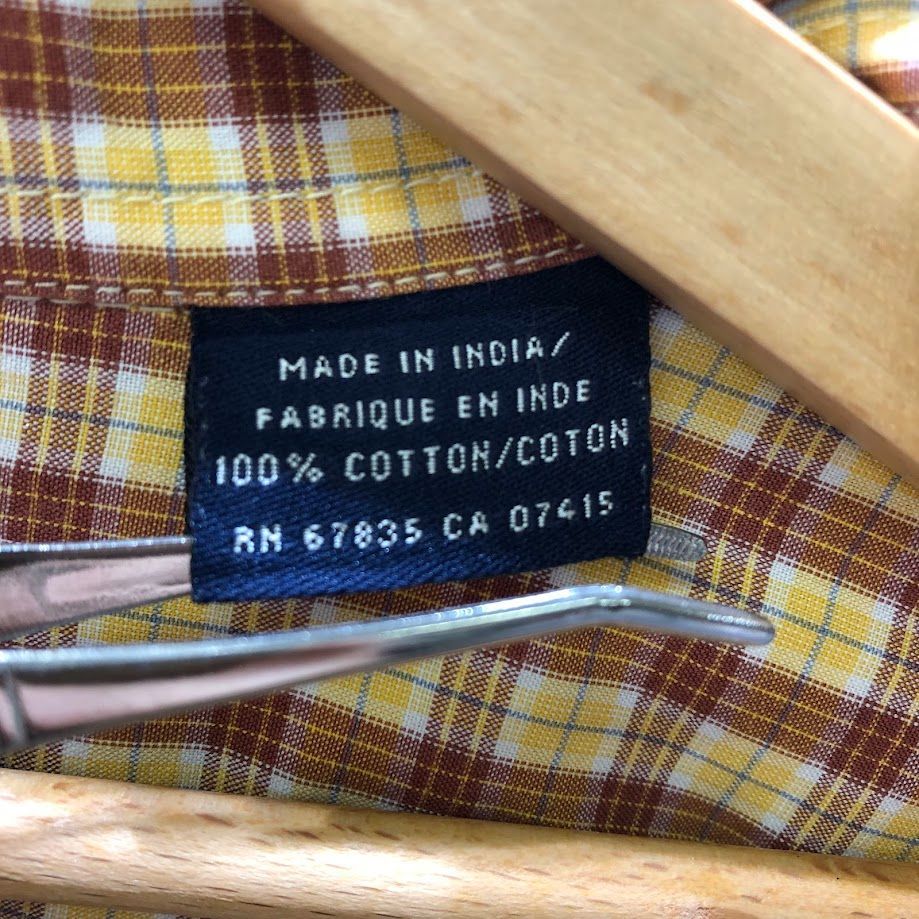 MADE IN INDIA/
FABRIQUE EN INDE
100% COTTON/COTON
RN 67835 CA 07415